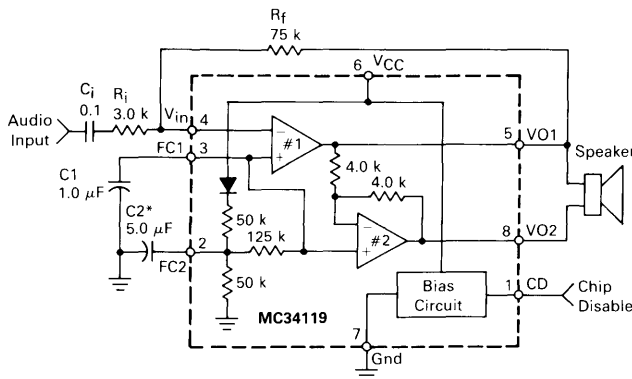 Rf
75 k
6 VCC
Ci
0.1
Ri
3.0 k
Vin
4
Audio
Input
FC1
3
−
#1
+
5
VO1
Speaker
C1
1.0 μF
4.0 k
4.0 k
C2*
5.0 μF
50 k
125 k
−
#2
+
2
FC2
8
VO2
50 k
Bias
Circuit
1
CD
Chip
Disable
MC34119
7
Gnd